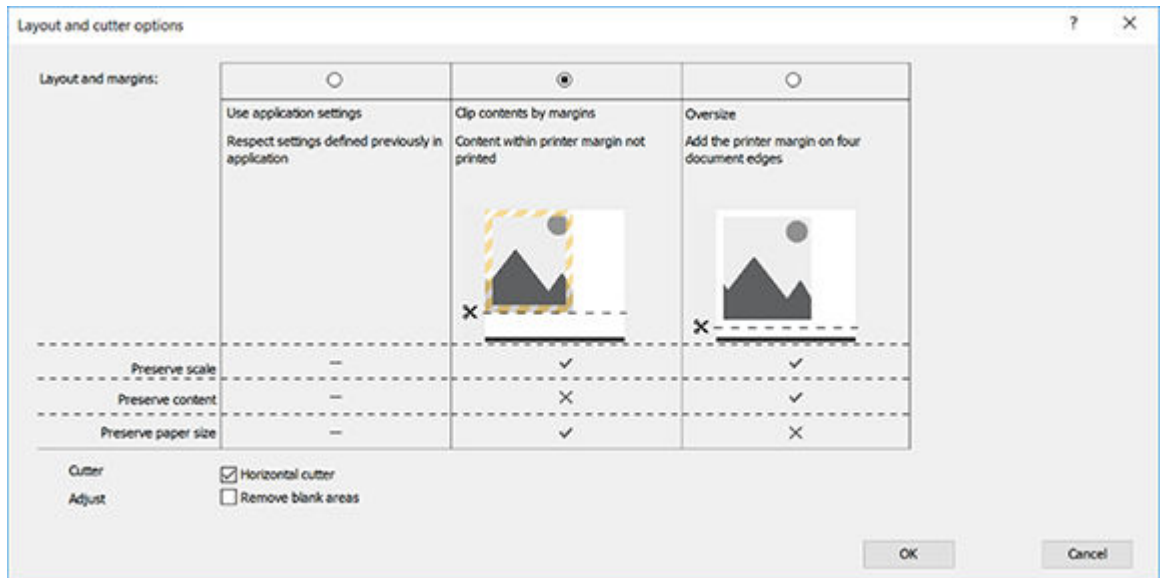 Layout and cutter options
?
Layout and margins:
Use application settings
Respect settings defined previously in
application
Clip contents by margins
Content within printer margin not
printed
Oversize
Add the printer margin on four
document edges
Preserve scale
Preserve content
Preserve paper size
Cutter
Horizontal cutter
Adjust
Remove blank areas
OK
Cancel